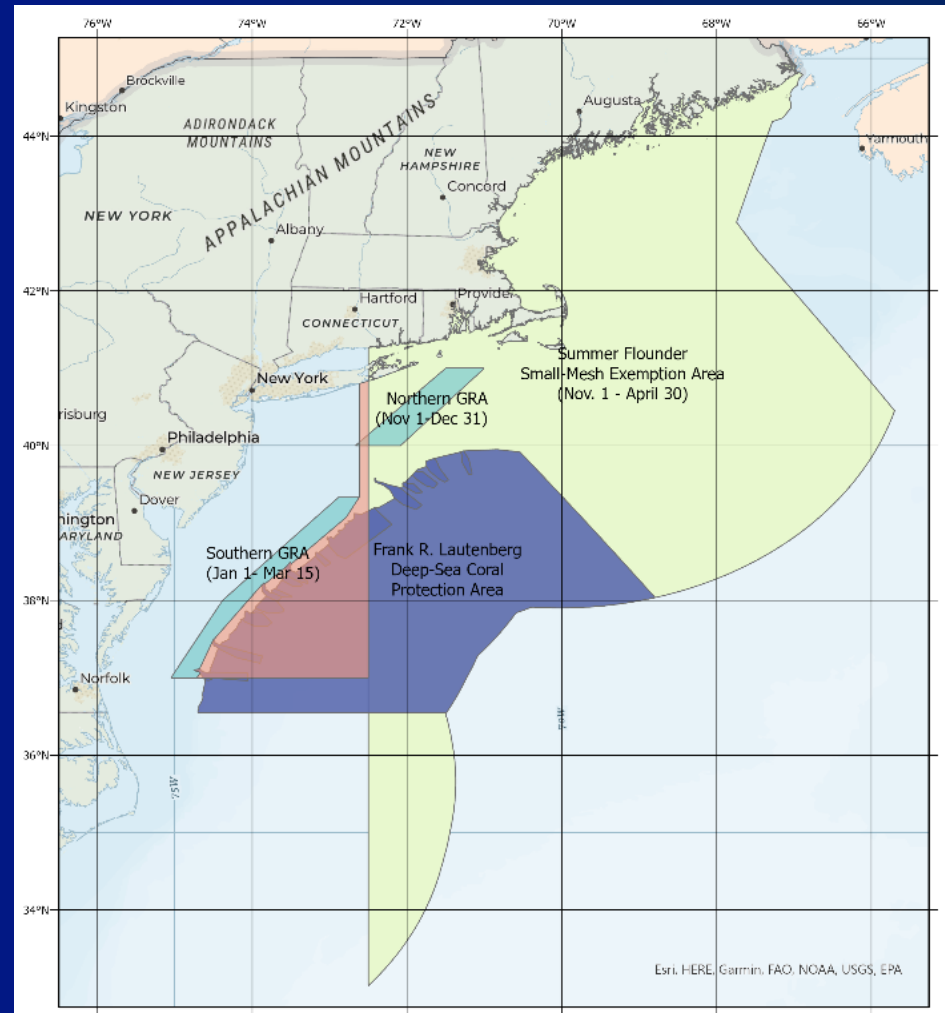 76°W 74°W 72°W 70°W 68°W 66°W
Brockville
Kingston
Augusta
44°N
ADIRONDACK
MOUNTAINS
Yarmouth
APPALACHIAN MOUNTAINS
NEW
HAMPSHIRE
Concord
NEW YORK
Albany
42°N
Hartford
Provider
CONNECTICUT
Summer Flounder
Small-Mesh Exemption Area
(Nov. 1 - April 30)
New York
Northern GRA
(Nov 1-Dec 31)
risburg
Philadelphia
40°N
NEW JERSEY
Dover
hington
ARYLAND
Southern GRA
(Jan 1- Mar 15)
Frank R. Lautenberg
Deep-Sea Coral
Protection Area
38°N
Norfolk
70W
36°N
75W
34°N
Esri, HERE, Garmin, FAO, NOAA, USGS, EPA